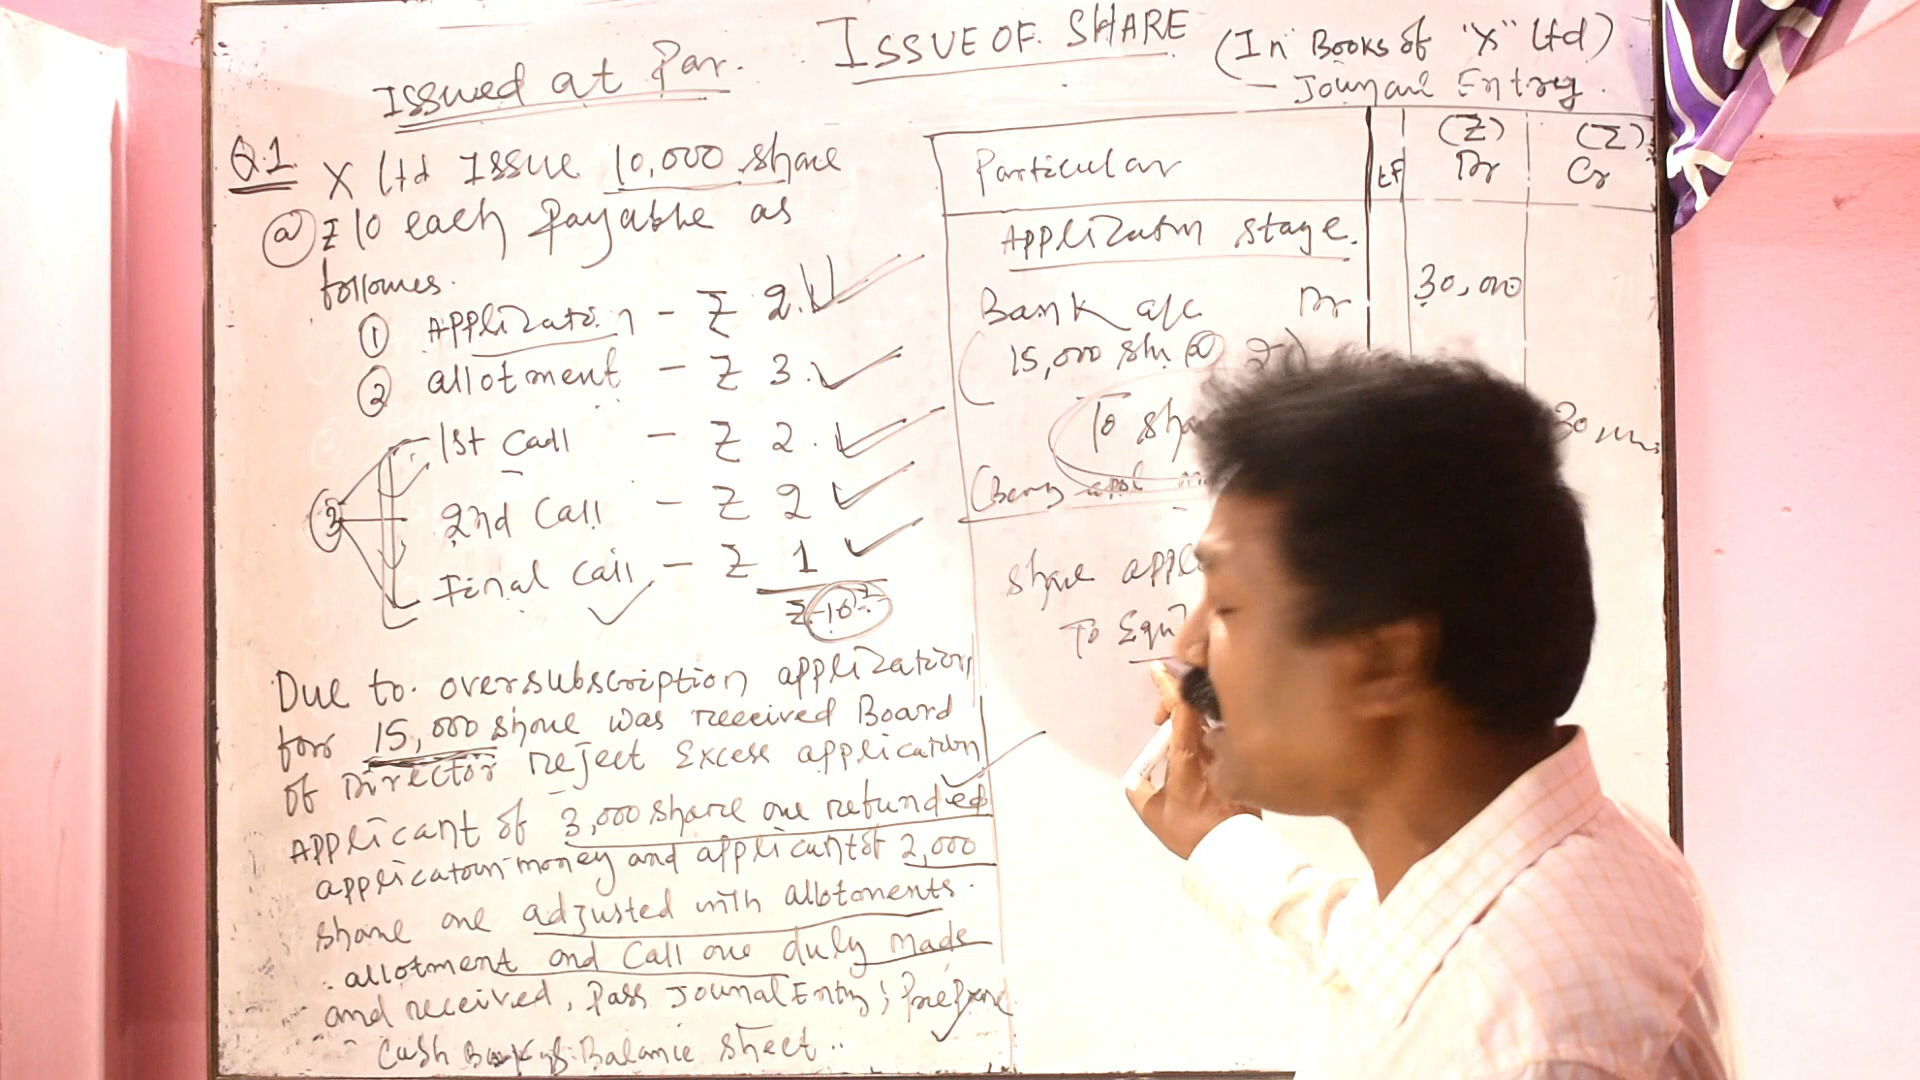 ISSUE OF SHARE
Issued at Par.
(In Books of "X" Ltd)
- Journal Entry.
Q.1 X Ltd Issue 10,000 share
@ ₹10 each Payable as
follows.
① Application - ₹ 2.
② allotment - ₹ 3.
③ 1st Call - ₹ 2.
2nd Call - ₹ 2
Final Call, - ₹ 1
₹ 10
Due to oversubscription application,
for 15,000 share was received Board
of Director reject Excess application
Applicant of 3,000 share are refunded
application money and applicant of 2,000
share are adjusted with allotments.
allotment and Call are duly made
and received, Pass Journal Entry; Prepare
Cash Book & Balance sheet..
Particular LF (₹) Dr (₹) Cr
Application stage.
Bank a/c Dr 30,000
(15,000 sh @ 2)
To
(Being appl
share
To